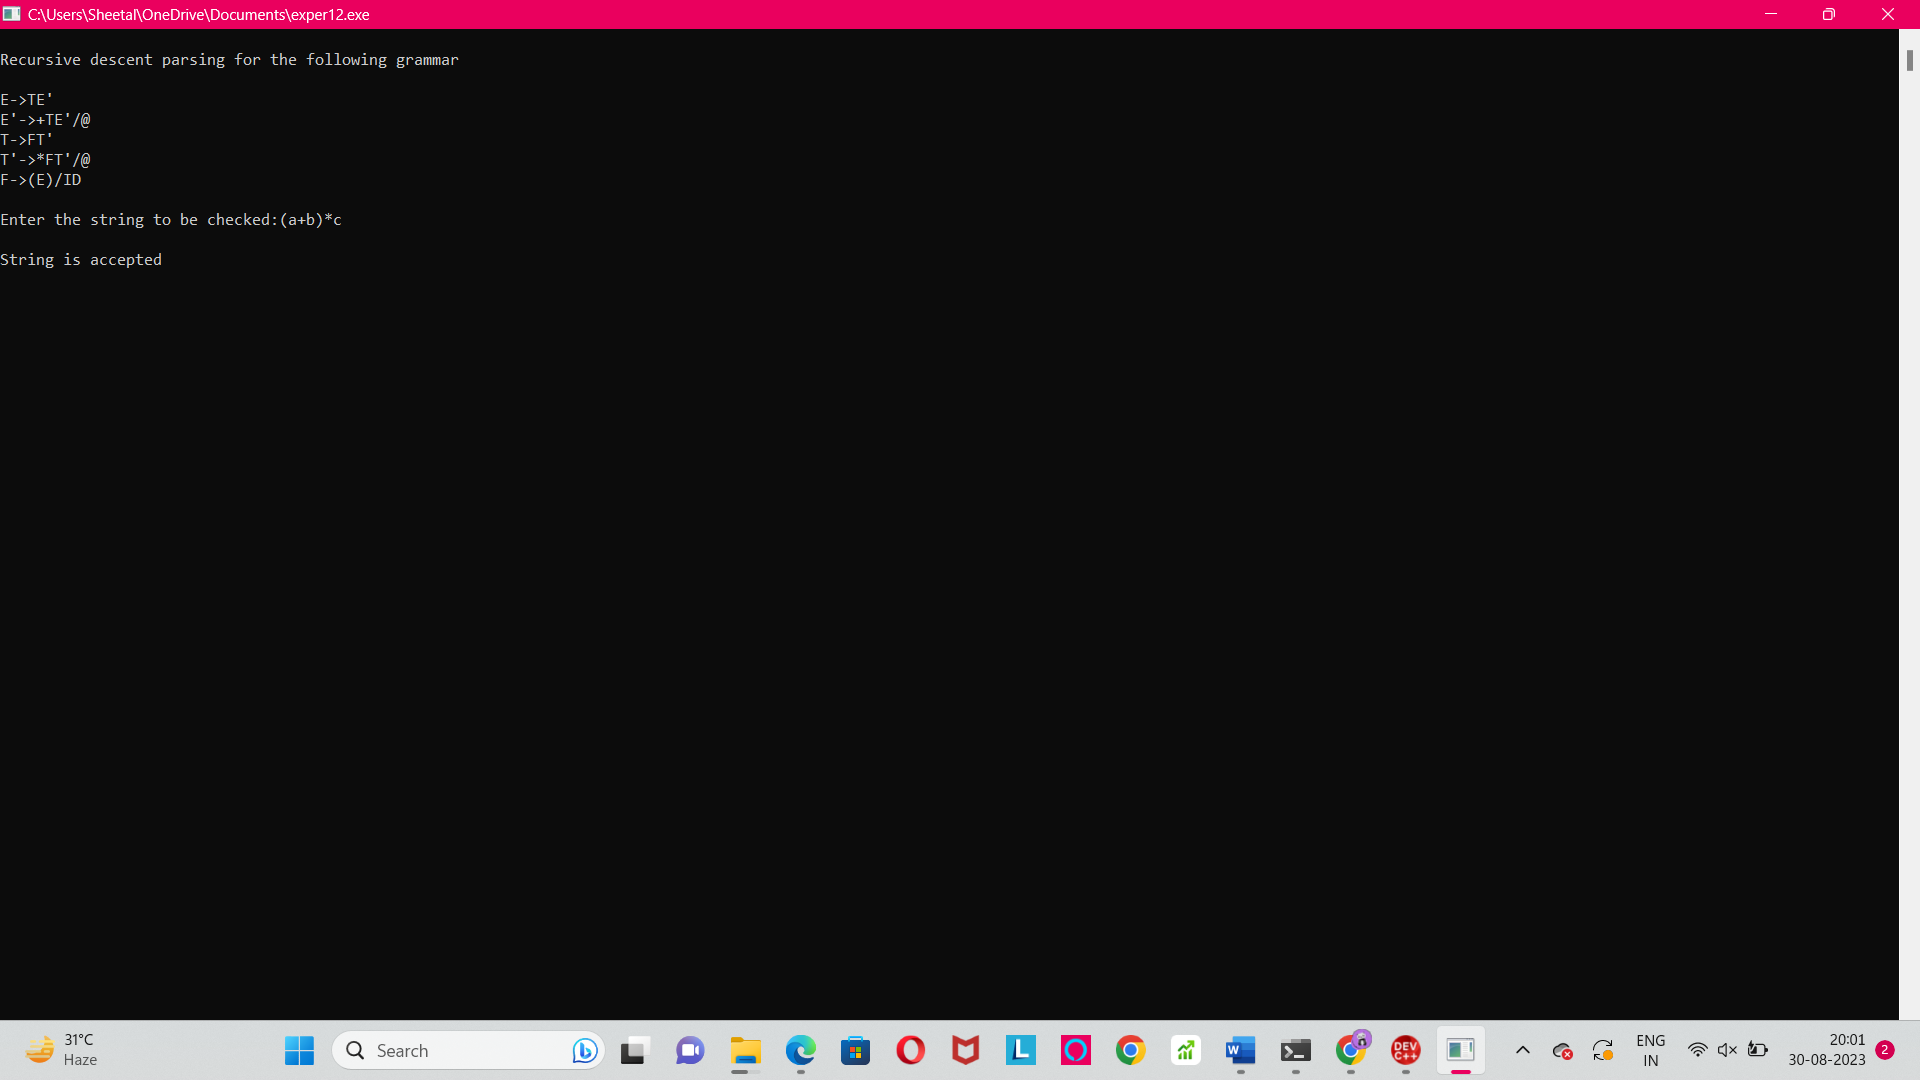 C:\Users\Sheetal\OneDrive\Documents\exper12.exe
Recursive descent parsing for the following grammar
E->TE'
E'->+TE'/@
T->FT'
T'->*FT'/@
F->(E)/ID
Enter the string to be checked:(a+b)*c
String is accepted
31°C
Haze
Search
L
W
DEV
C++
ENG
IN
20:01
30-08-2023
2